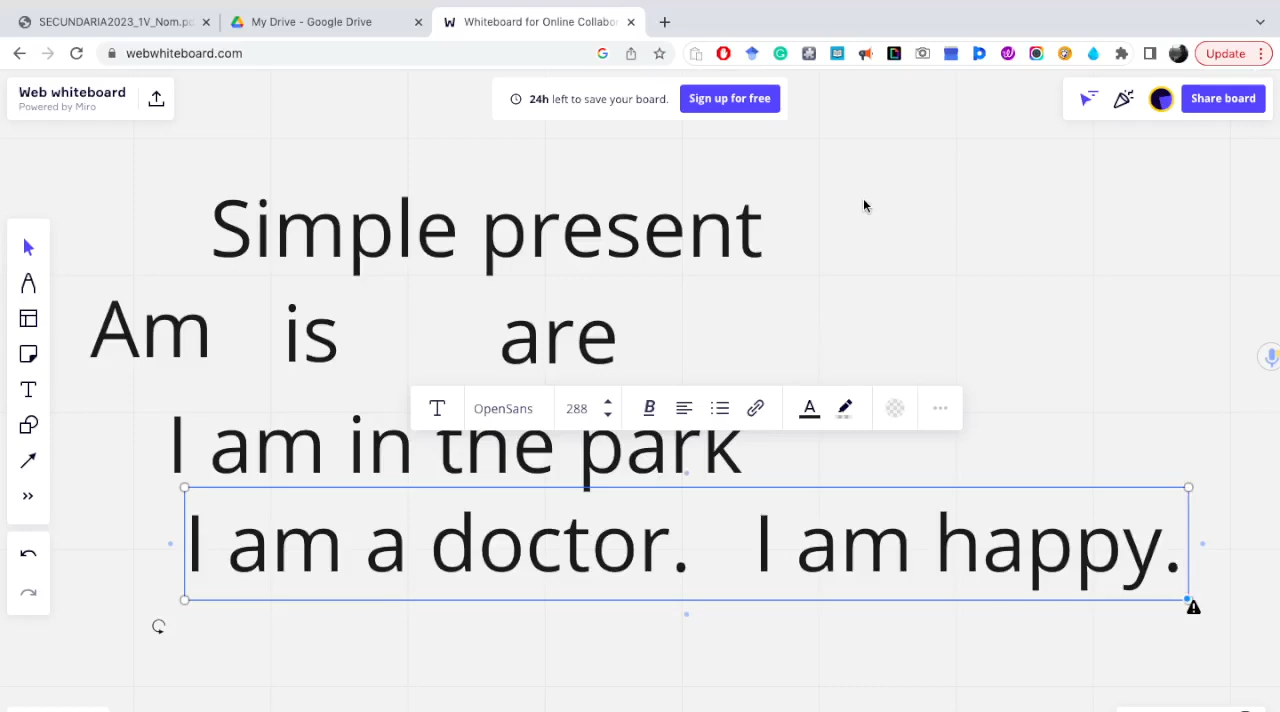 SECUNDARIA2023_1V_Nom.pd
My Drive - Google Drive
Whiteboard for Online Collabor
webwhiteboard.com
Update
Web whiteboard
Powered by Miro
24h left to save your board.
Sign up for free
Share board
Simple present
Am is are
OpenSans 288 B A
I am in the park
I am a doctor. I am happy.